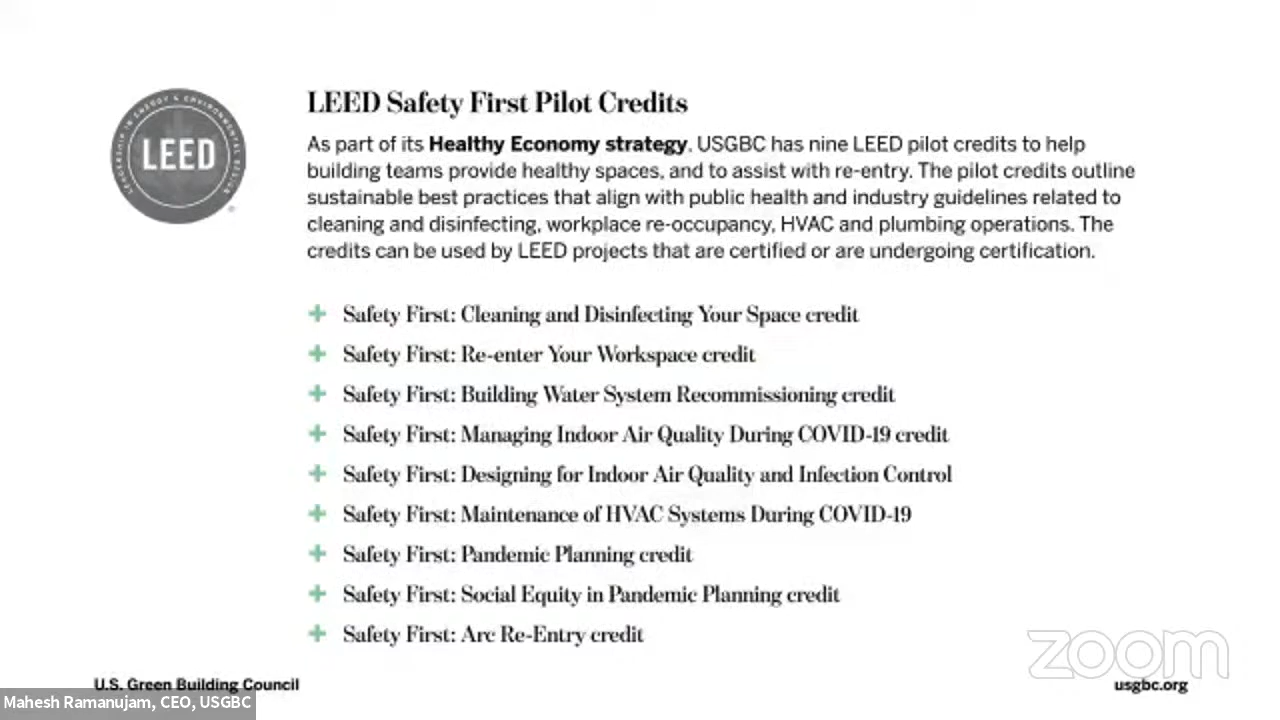 LEADERSHIP IN ENERGY & ENVIRONMENTAL DESIGN
LEED
LEED Safety First Pilot Credits
As part of its Healthy Economy strategy, USGBC has nine LEED pilot credits to help
building teams provide healthy spaces, and to assist with re-entry. The pilot credits outline
sustainable best practices that align with public health and industry guidelines related to
cleaning and disinfecting, workplace re-occupancy, HVAC and plumbing operations. The
credits can be used by LEED projects that are certified or are undergoing certification.
Safety First: Cleaning and Disinfecting Your Space credit
Safety First: Re-enter Your Workspace credit
Safety First: Building Water System Recommissioning credit
Safety First: Managing Indoor Air Quality During COVID-19 credit
Safety First: Designing for Indoor Air Quality and Infection Control
Safety First: Maintenance of HVAC Systems During COVID-19
Safety First: Pandemic Planning credit
Safety First: Social Equity in Pandemic Planning credit
Safety First: Arc Re-Entry credit
zoom
U.S. Green Building Council
usgbc.org
Mahesh Ramanujam, CEO, USGBC